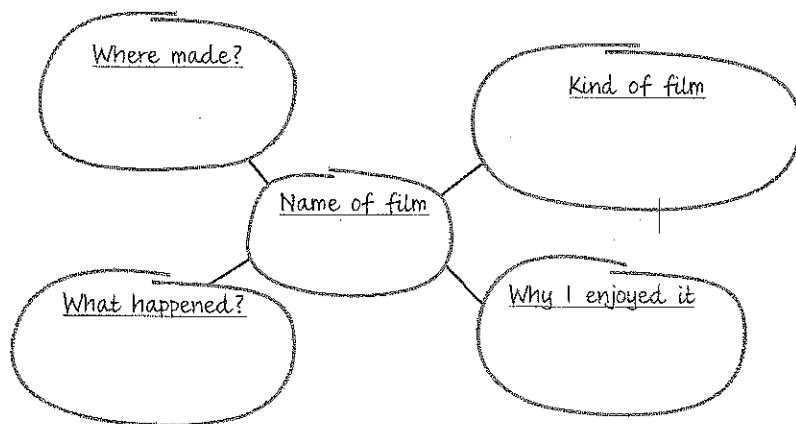 Where made?
Kind of film
Name of film
What happened?
Why I enjoyed it